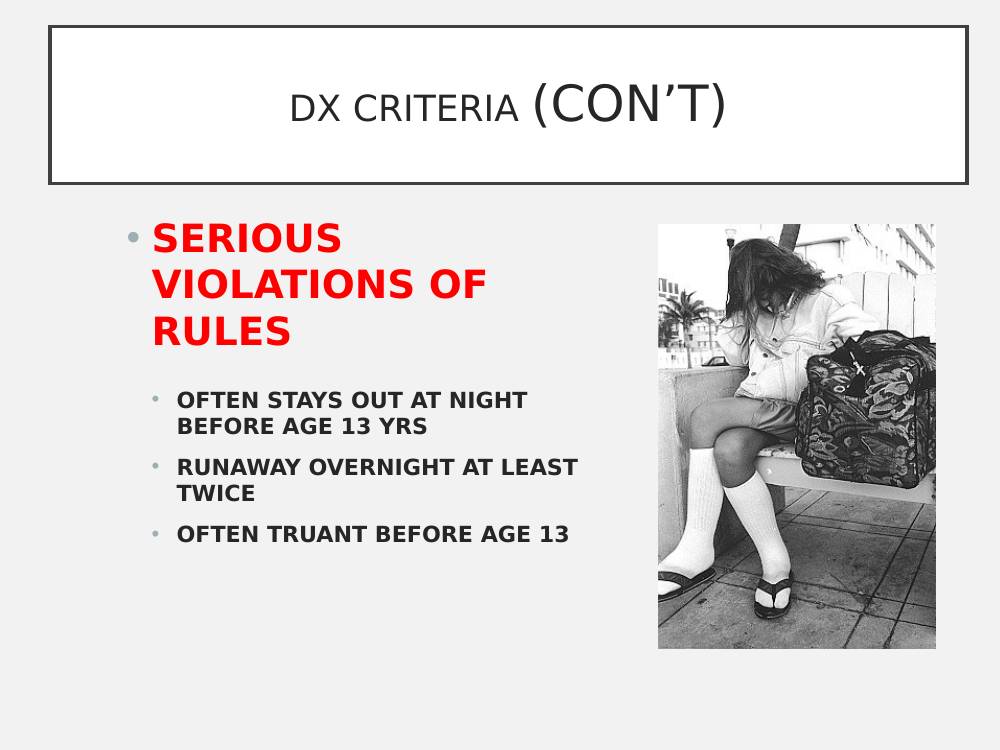 DX CRITERIA (CON’T)
• SERIOUS
VIOLATIONS OF
RULES
• OFTEN STAYS OUT AT NIGHT
BEFORE AGE 13 YRS
• RUNAWAY OVERNIGHT AT LEAST
TWICE
• OFTEN TRUANT BEFORE AGE 13